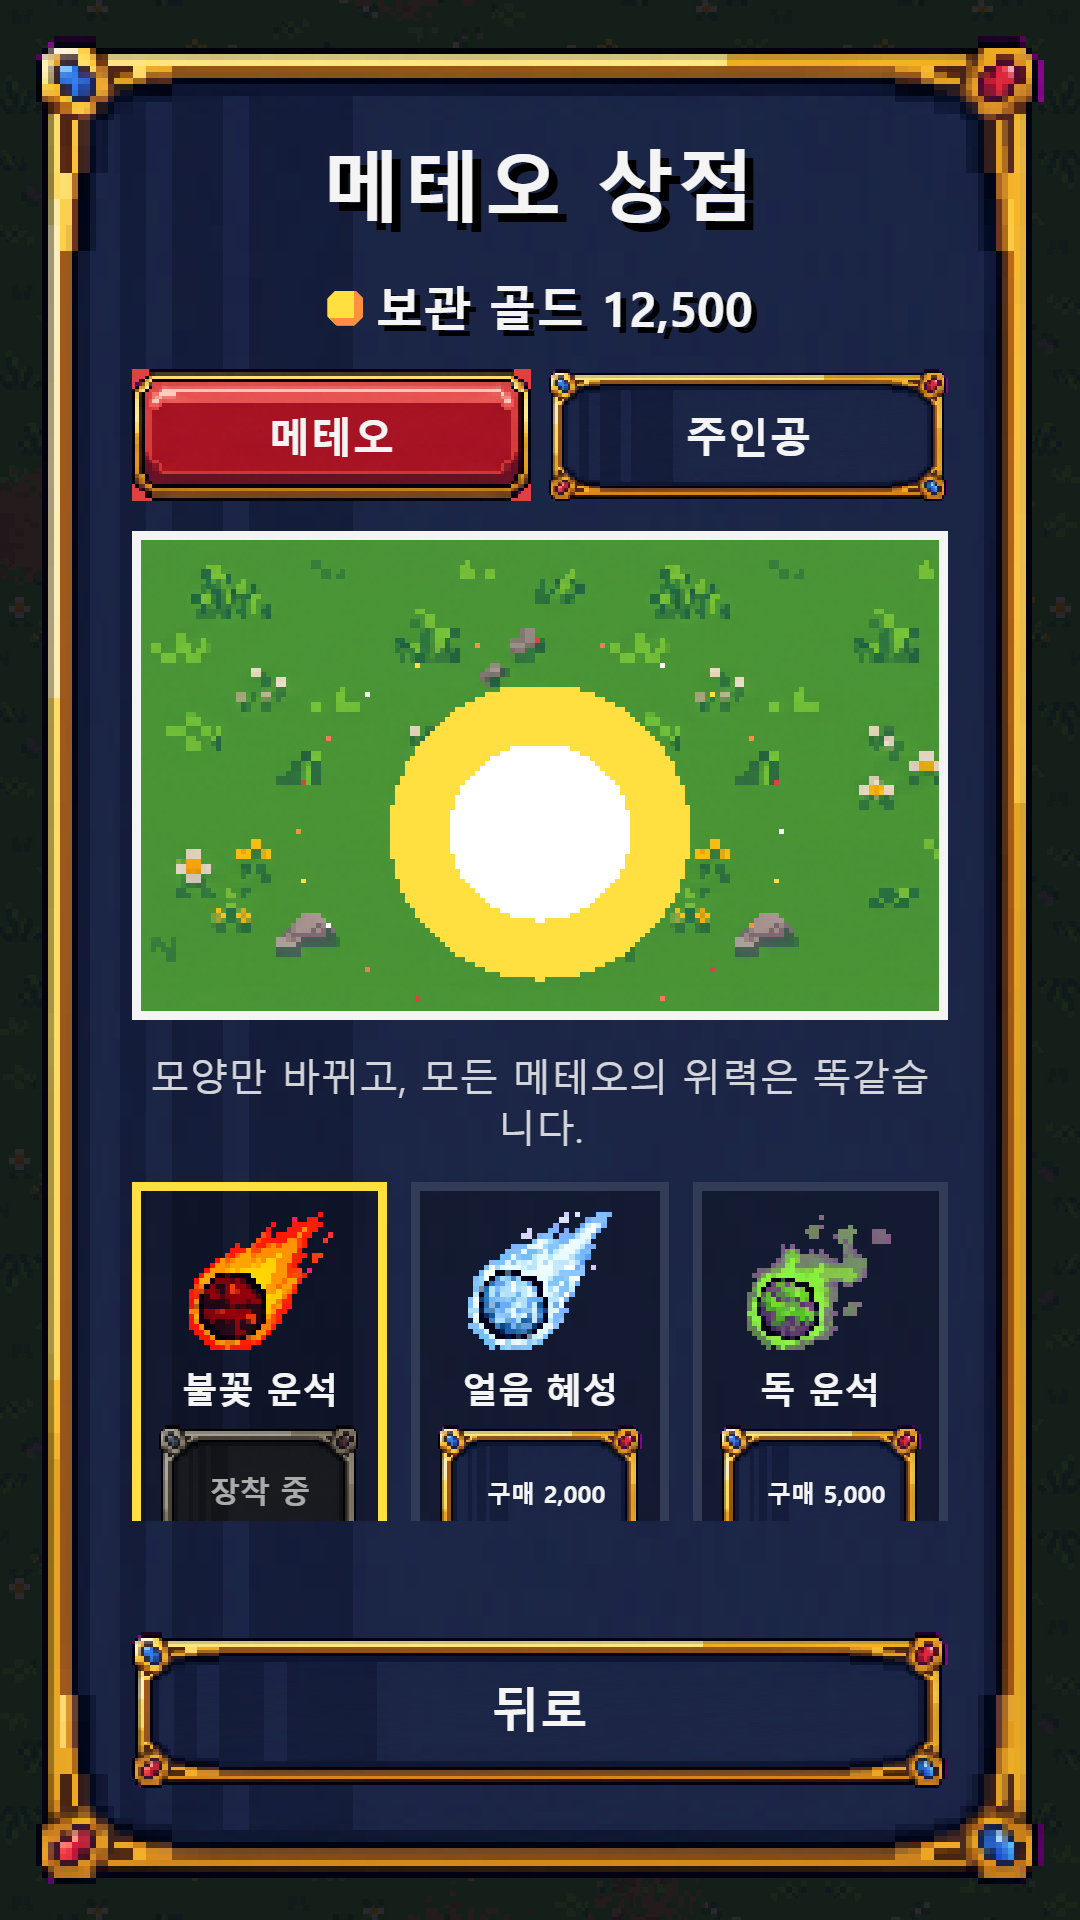 메테오 상점
보관 골드 12,500
메테오
주인공
모양만 바뀌고, 모든 메테오의 위력은 똑같습
니다.
불꽃 운석
얼음 혜성
독 운석
장착 중
구매 2,000
구매 5,000
뒤로